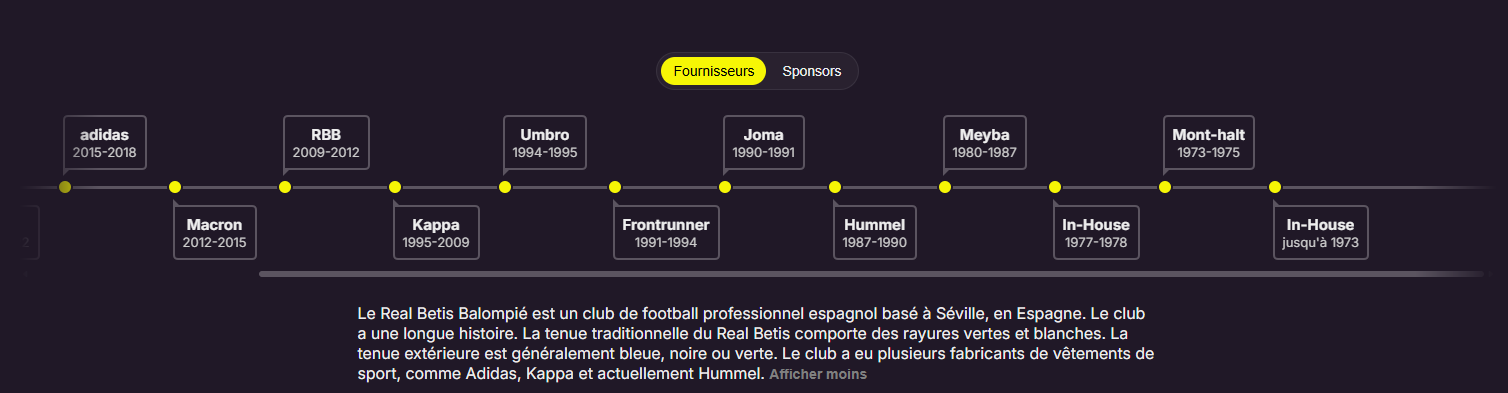 Fournisseurs
Sponsors
adidas
2015-2018
RBB
2009-2012
Umbro
1994-1995
Joma
1990-1991
Meyba
1980-1987
Mont-halt
1973-1975
Macron
2012-2015
Kappa
1995-2009
Frontrunner
1991-1994
Hummel
1987-1990
In-House
1977-1978
In-House
jusqu'à 1973
Le Real Betis Balompié est un club de football professionnel espagnol basé à Séville, en Espagne. Le club
a une longue histoire. La tenue traditionnelle du Real Betis comporte des rayures vertes et blanches. La
tenue extérieure est généralement bleue, noire ou verte. Le club a eu plusieurs fabricants de vêtements de
sport, comme Adidas, Kappa et actuellement Hummel. Afficher moins